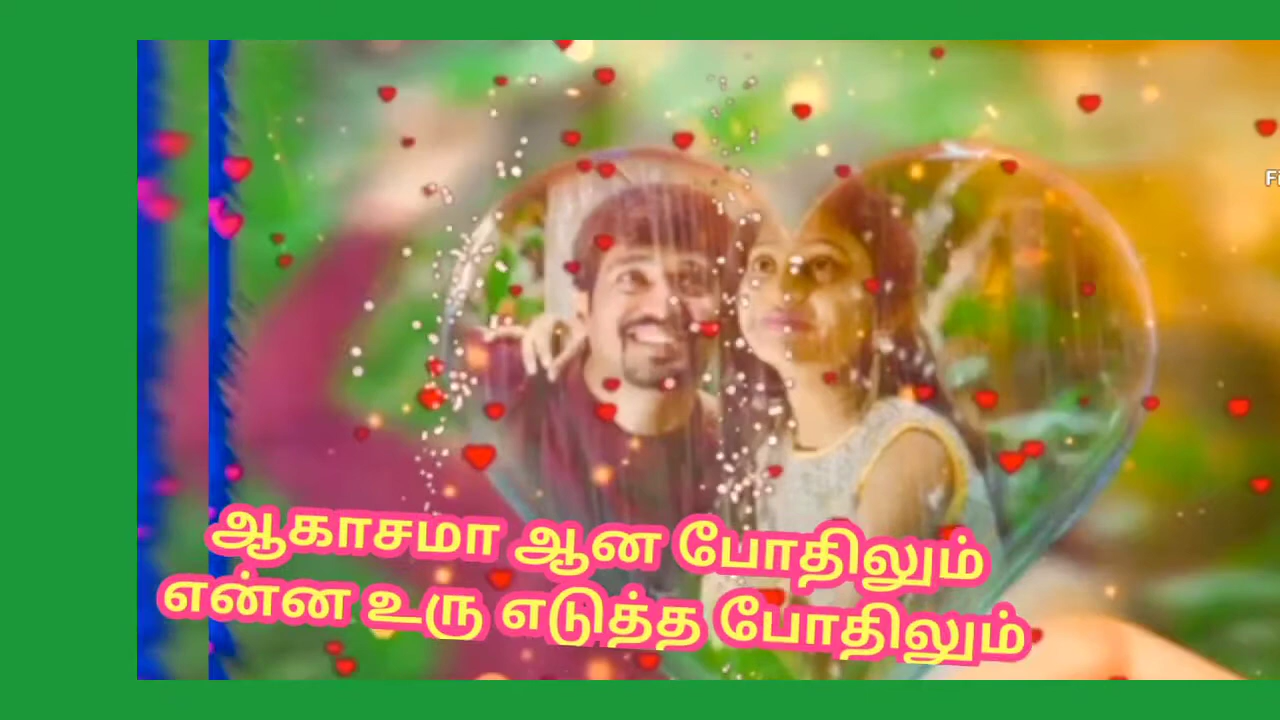 ஆகாசமா ஆன போதிலும்
என்ன உரு எடுத்த போதிலும்